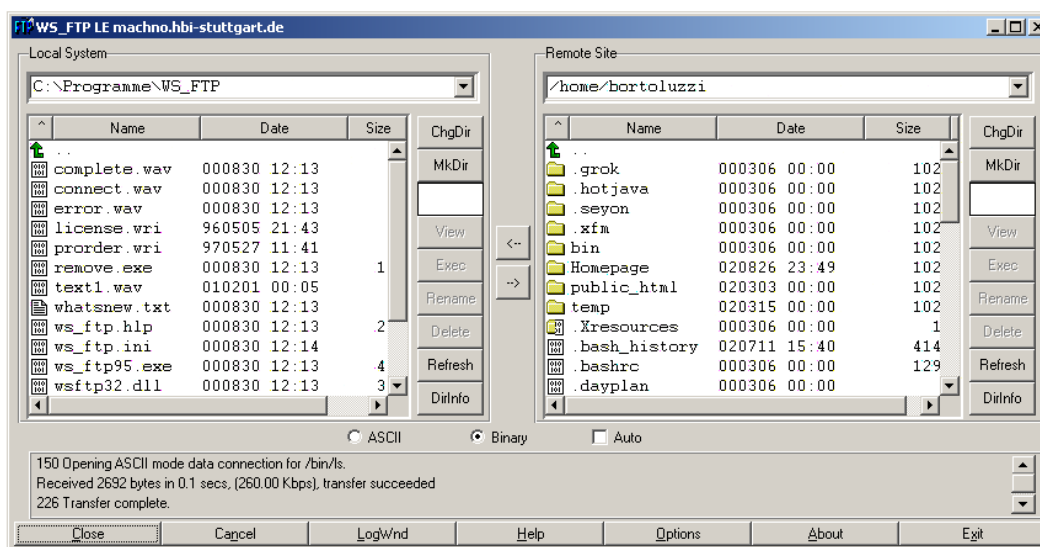 WS_FTP LE machno.hbi-stuttgart.de
Local System
C:\Programme\WS_FTP
^ Name Date Size
..
complete.wav 000830 12:13
connect.wav 000830 12:13
error.wav 000830 12:13
license.wri 960505 21:43
prorder.wri 970527 11:41
remove.exe 000830 12:13 1
text1.wav 010201 00:05
whatsnew.txt 000830 12:13
ws_ftp.hlp 000830 12:13 2
ws_ftp.ini 000830 12:14
ws_ftp95.exe 000830 12:13 4
wsftp32.dll 000830 12:13 3
ChgDir
MkDir
View
Exec
Rename
Delete
Refresh
DirInfo
<--
-->
Remote Site
/home/bortoluzzi
^ Name Date Size
..
.grok 000306 00:00 102
.hotjava 000306 00:00 102
.seyon 000306 00:00 102
.xfm 000306 00:00 102
bin 000306 00:00 102
Homepage 020826 23:49 102
public_html 020303 00:00 102
temp 020315 00:00 102
.Xresources 000306 00:00 1
.bash_history 020711 15:40 414
.bashrc 000306 00:00 129
.dayplan 000306 00:00
ChgDir
MkDir
View
Exec
Rename
Delete
Refresh
DirInfo
ASCII Binary Auto
150 Opening ASCII mode data connection for /bin/ls.
Received 2692 bytes in 0.1 secs, (260.00 Kbps), transfer succeeded
226 Transfer complete.
Close Cancel LogWnd Help Options About Exit